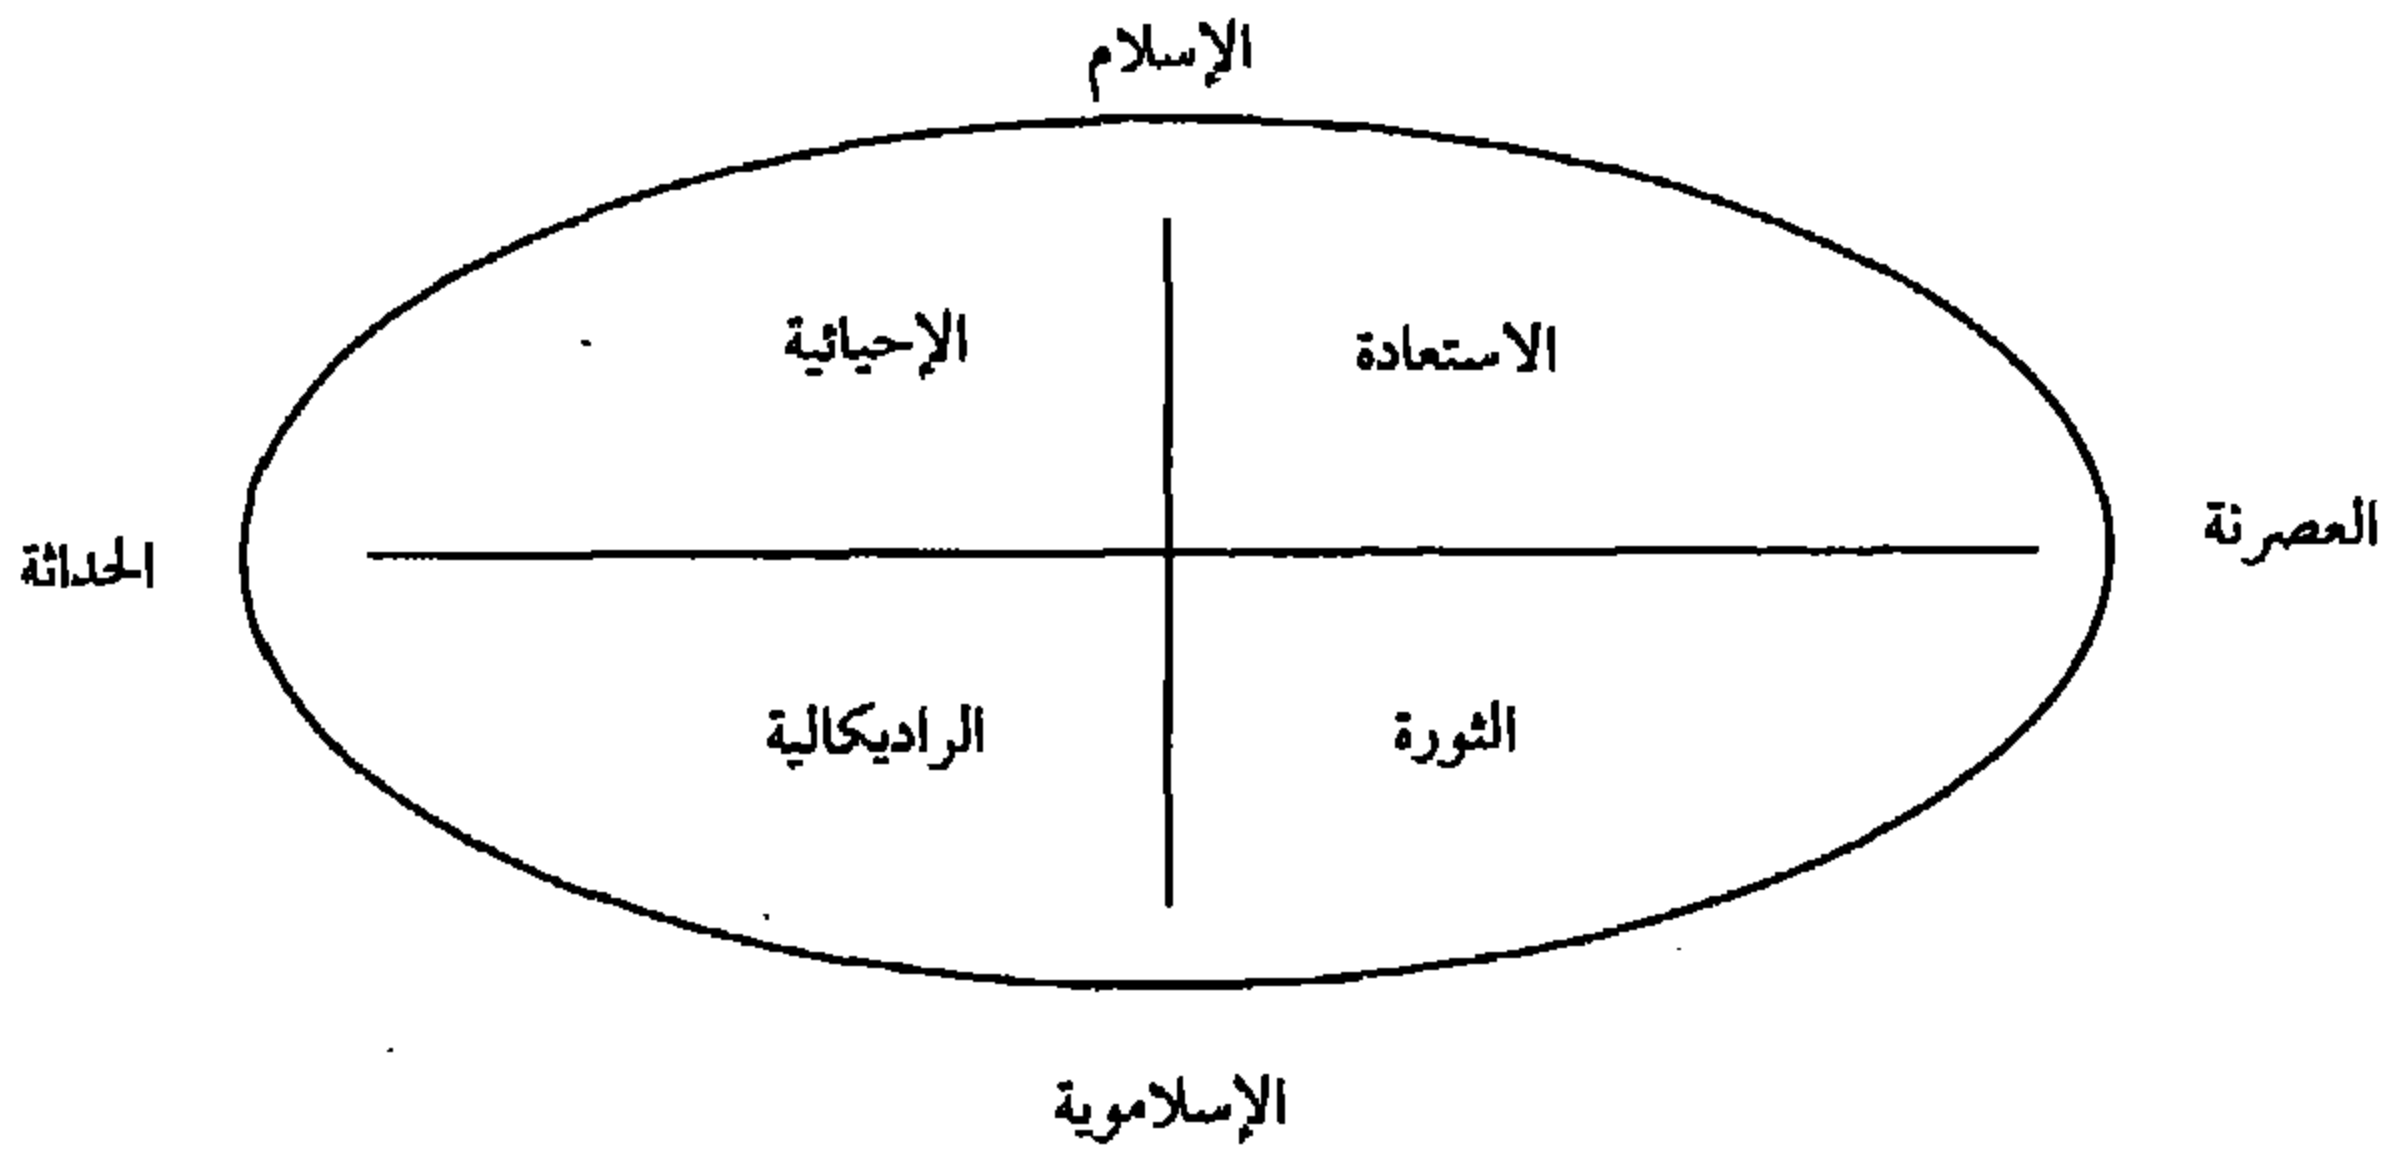 الإسلام
الاستعادة
الإحيائية
العصرنة
الحداثة
الثورة
الراديكالية
الإسلاموية